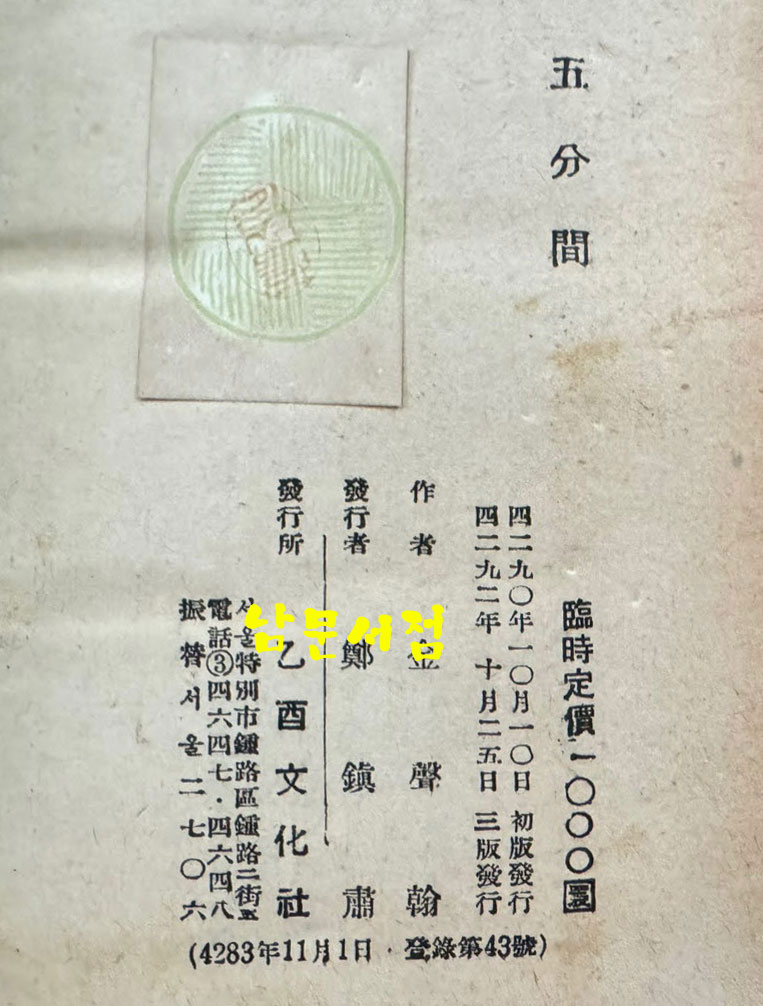 五分間
臨時定價一〇〇〇圜
四二九〇年一〇月一〇日 初版發行
四二九二年 十月二五日 三版發行
作者 金聲翰
發行者 鄭鎭肅
發行所 乙酉文化社
서울特別市鍾路區鍾路二街
電話③四六四七・四六四八
振替서울二七〇六
(4283年11月1日・登錄第43號)
남문서점